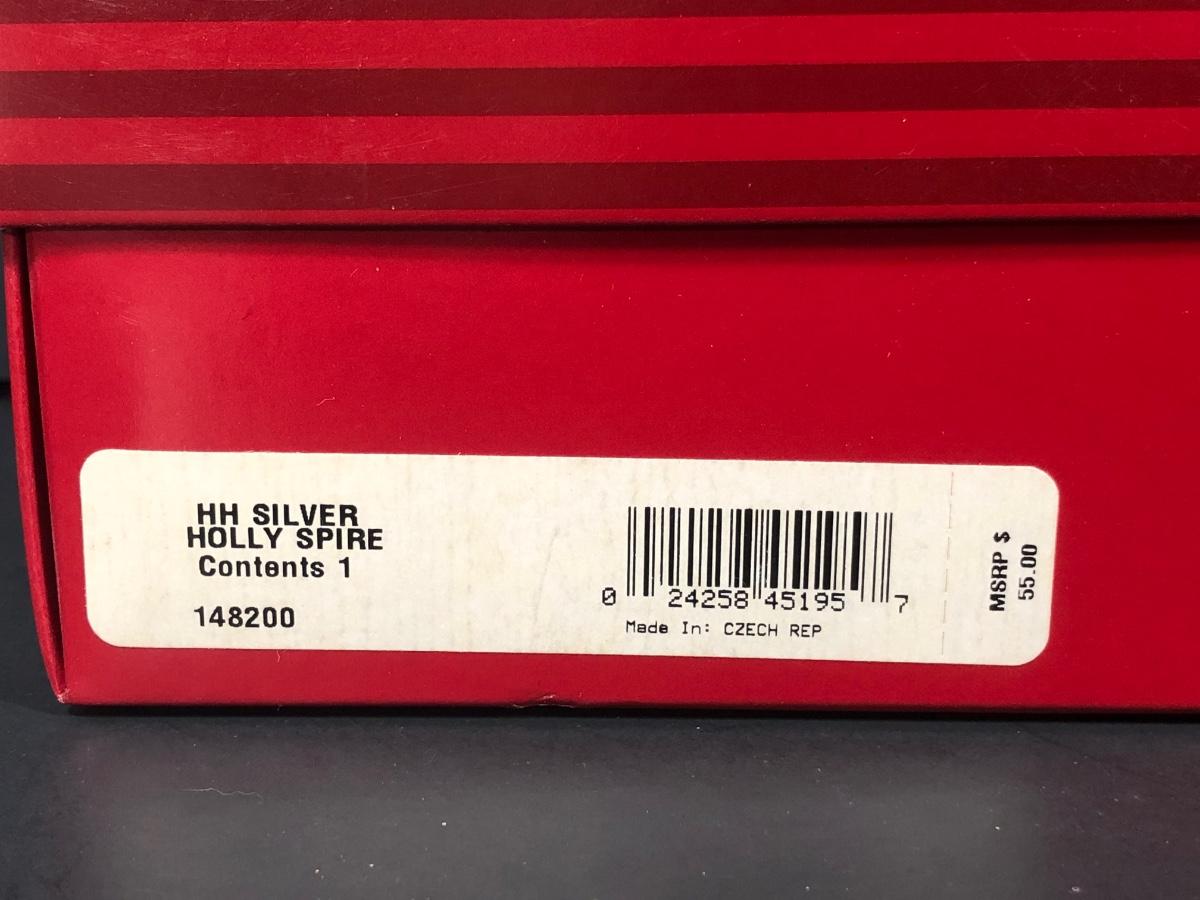 HH SILVER
HOLLY SPIRE
Contents 1
148200
0 24258 45195 7
Made In: CZECH REP
MSRP $
55.00